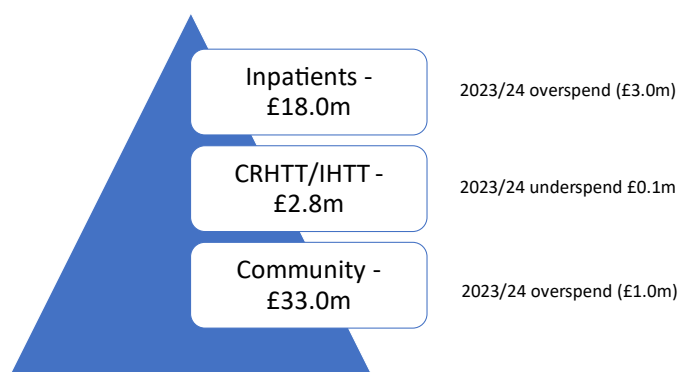 Inpatients -
£18.0m
2023/24 overspend (£3.0m)
CRHTT/IHTT -
£2.8m
2023/24 underspend £0.1m
Community -
£33.0m
2023/24 overspend (£1.0m)